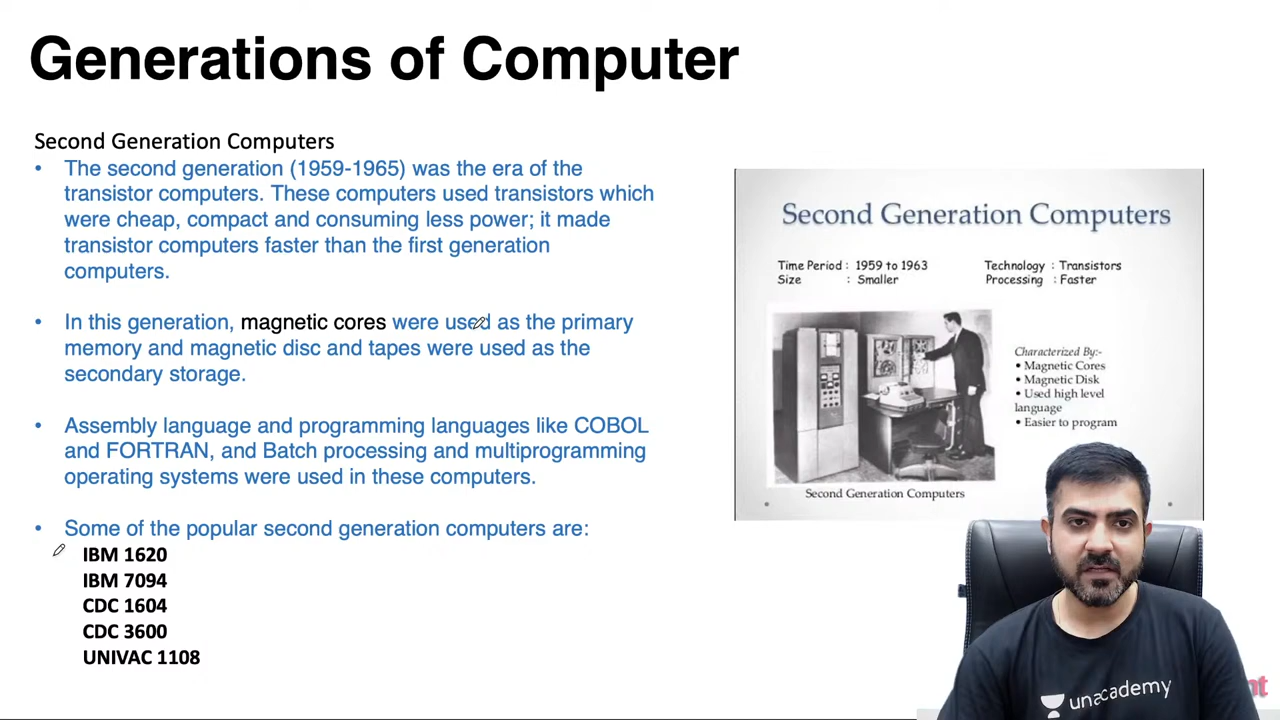 Generations of Computer
Second Generation Computers
• The second generation (1959-1965) was the era of the
transistor computers. These computers used transistors which
were cheap, compact and consuming less power; it made
transistor computers faster than the first generation
computers.
• In this generation, magnetic cores were used as the primary
memory and magnetic disc and tapes were used as the
secondary storage.
• Assembly language and programming languages like COBOL
and FORTRAN, and Batch processing and multiprogramming
operating systems were used in these computers.
• Some of the popular second generation computers are:
IBM 1620
IBM 7094
CDC 1604
CDC 3600
UNIVAC 1108
Second Generation Computers
Time Period : 1959 to 1963 Technology : Transistors
Size : Smaller Processing : Faster
Characterized By:-
• Magnetic Cores
• Magnetic Disk
• Used high level
language
• Easier to program
Second Generation Computers
unacademy